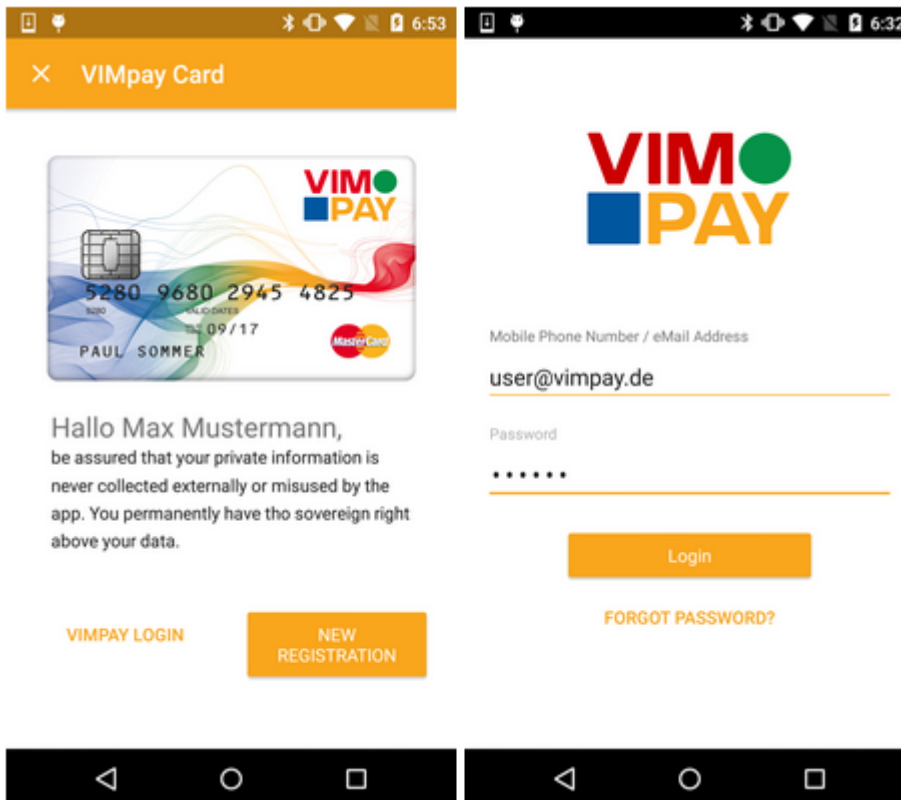 6:53
VIMpay Card
VIM
PAY
5280 9680 2945 4825
5280
VALID DATES
09/17
PAUL SOMMER
MasterCard
Hallo Max Mustermann,
be assured that your private information is
never collected externally or misused by the
app. You permanently have tho sovereign right
above your data.
VIMPAY LOGIN
NEW
REGISTRATION
6:32
VIM
PAY
Mobile Phone Number / eMail Address
user@vimpay.de
Password
••••••
Login
FORGOT PASSWORD?